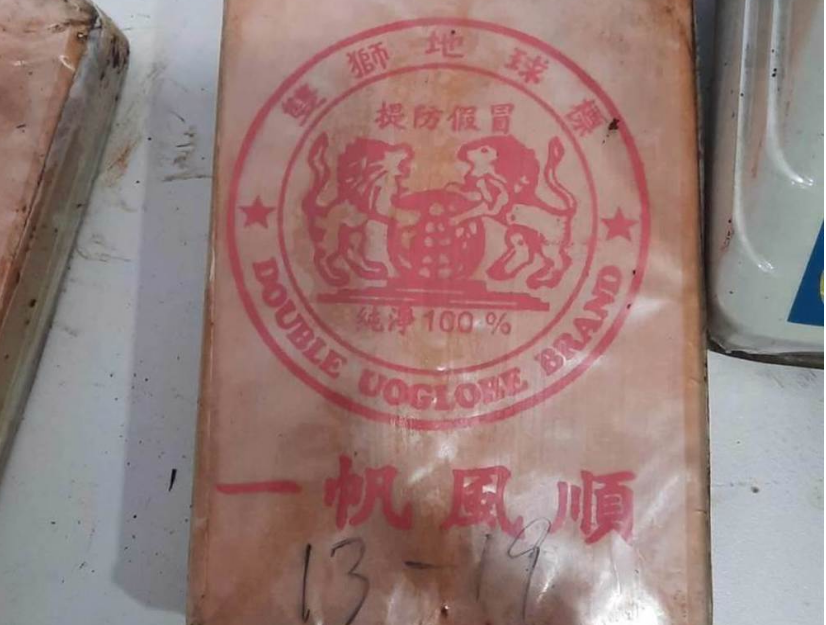 雙獅地球標
提防假冒
純淨100%
DOUBLE UOGLOBE BRAND
一帆風順
13-19